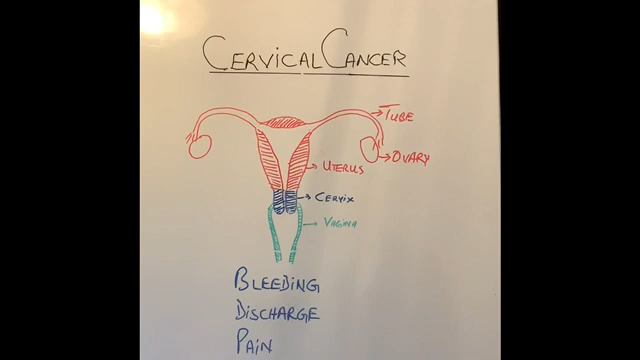 Cervical Cancer
Tube
Ovary
Uterus
Cervix
Vagina
Bleeding
Discharge
Pain